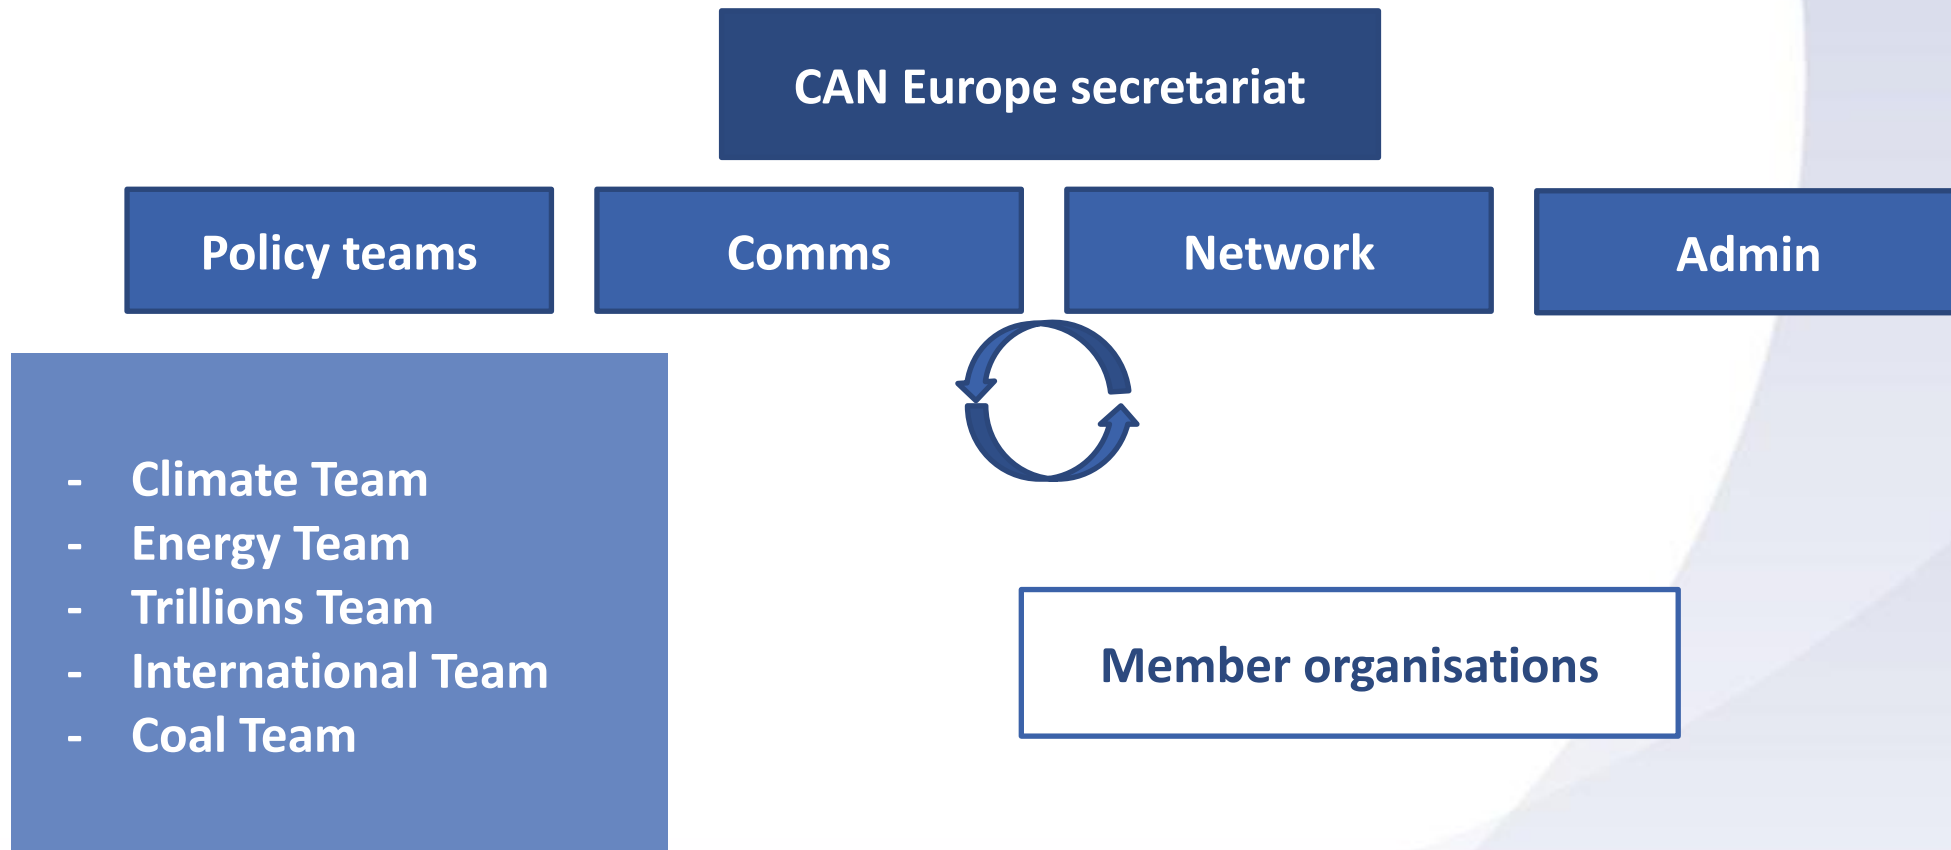 CAN Europe secretariat
Policy teams
Comms
Network
Admin
- Climate Team
- Energy Team
- Trillions Team
- International Team
- Coal Team
Member organisations